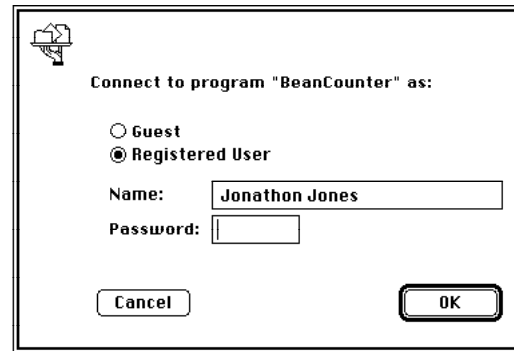 Connect to program "BeanCounter" as:
Guest
Registered User
Name: Jonathon Jones
Password:
Cancel OK